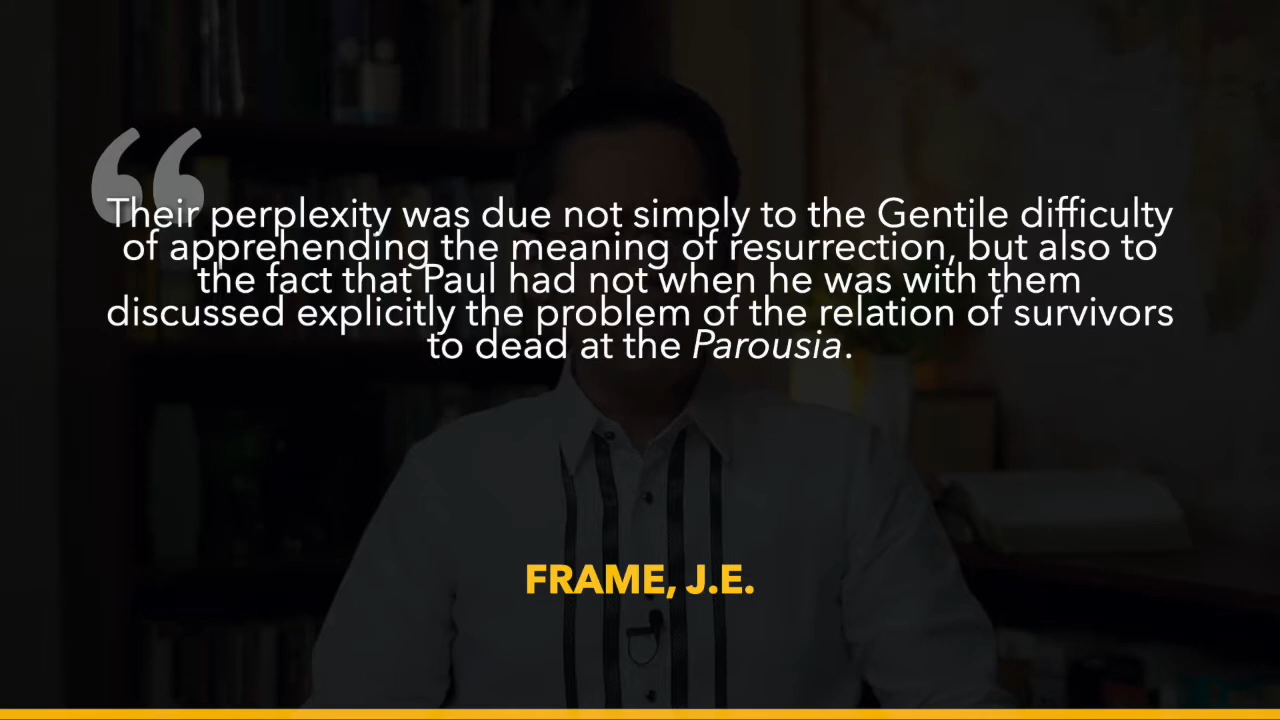 “
Their perplexity was due not simply to the Gentile difficulty
of apprehending the meaning of resurrection, but also to
the fact that Paul had not when he was with them
discussed explicitly the problem of the relation of survivors
to dead at the Parousia.
FRAME, J.E.